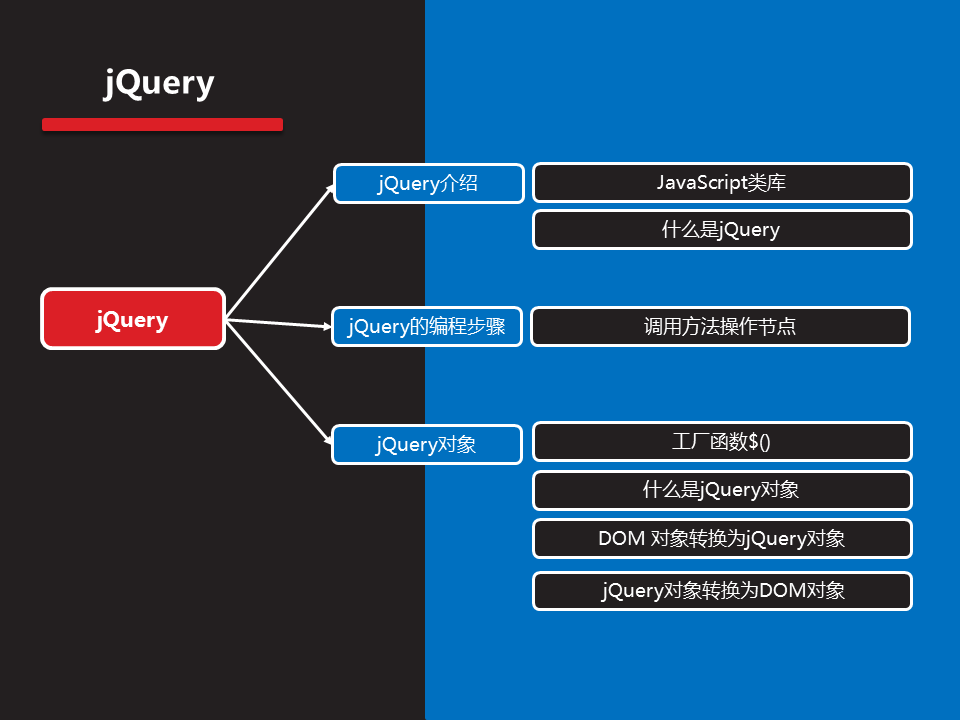 jQuery
jQuery
jQuery介绍
JavaScript类库
什么是jQuery
jQuery的编程步骤
调用方法操作节点
jQuery对象
工厂函数$()
什么是jQuery对象
DOM 对象转换为jQuery对象
jQuery对象转换为DOM对象